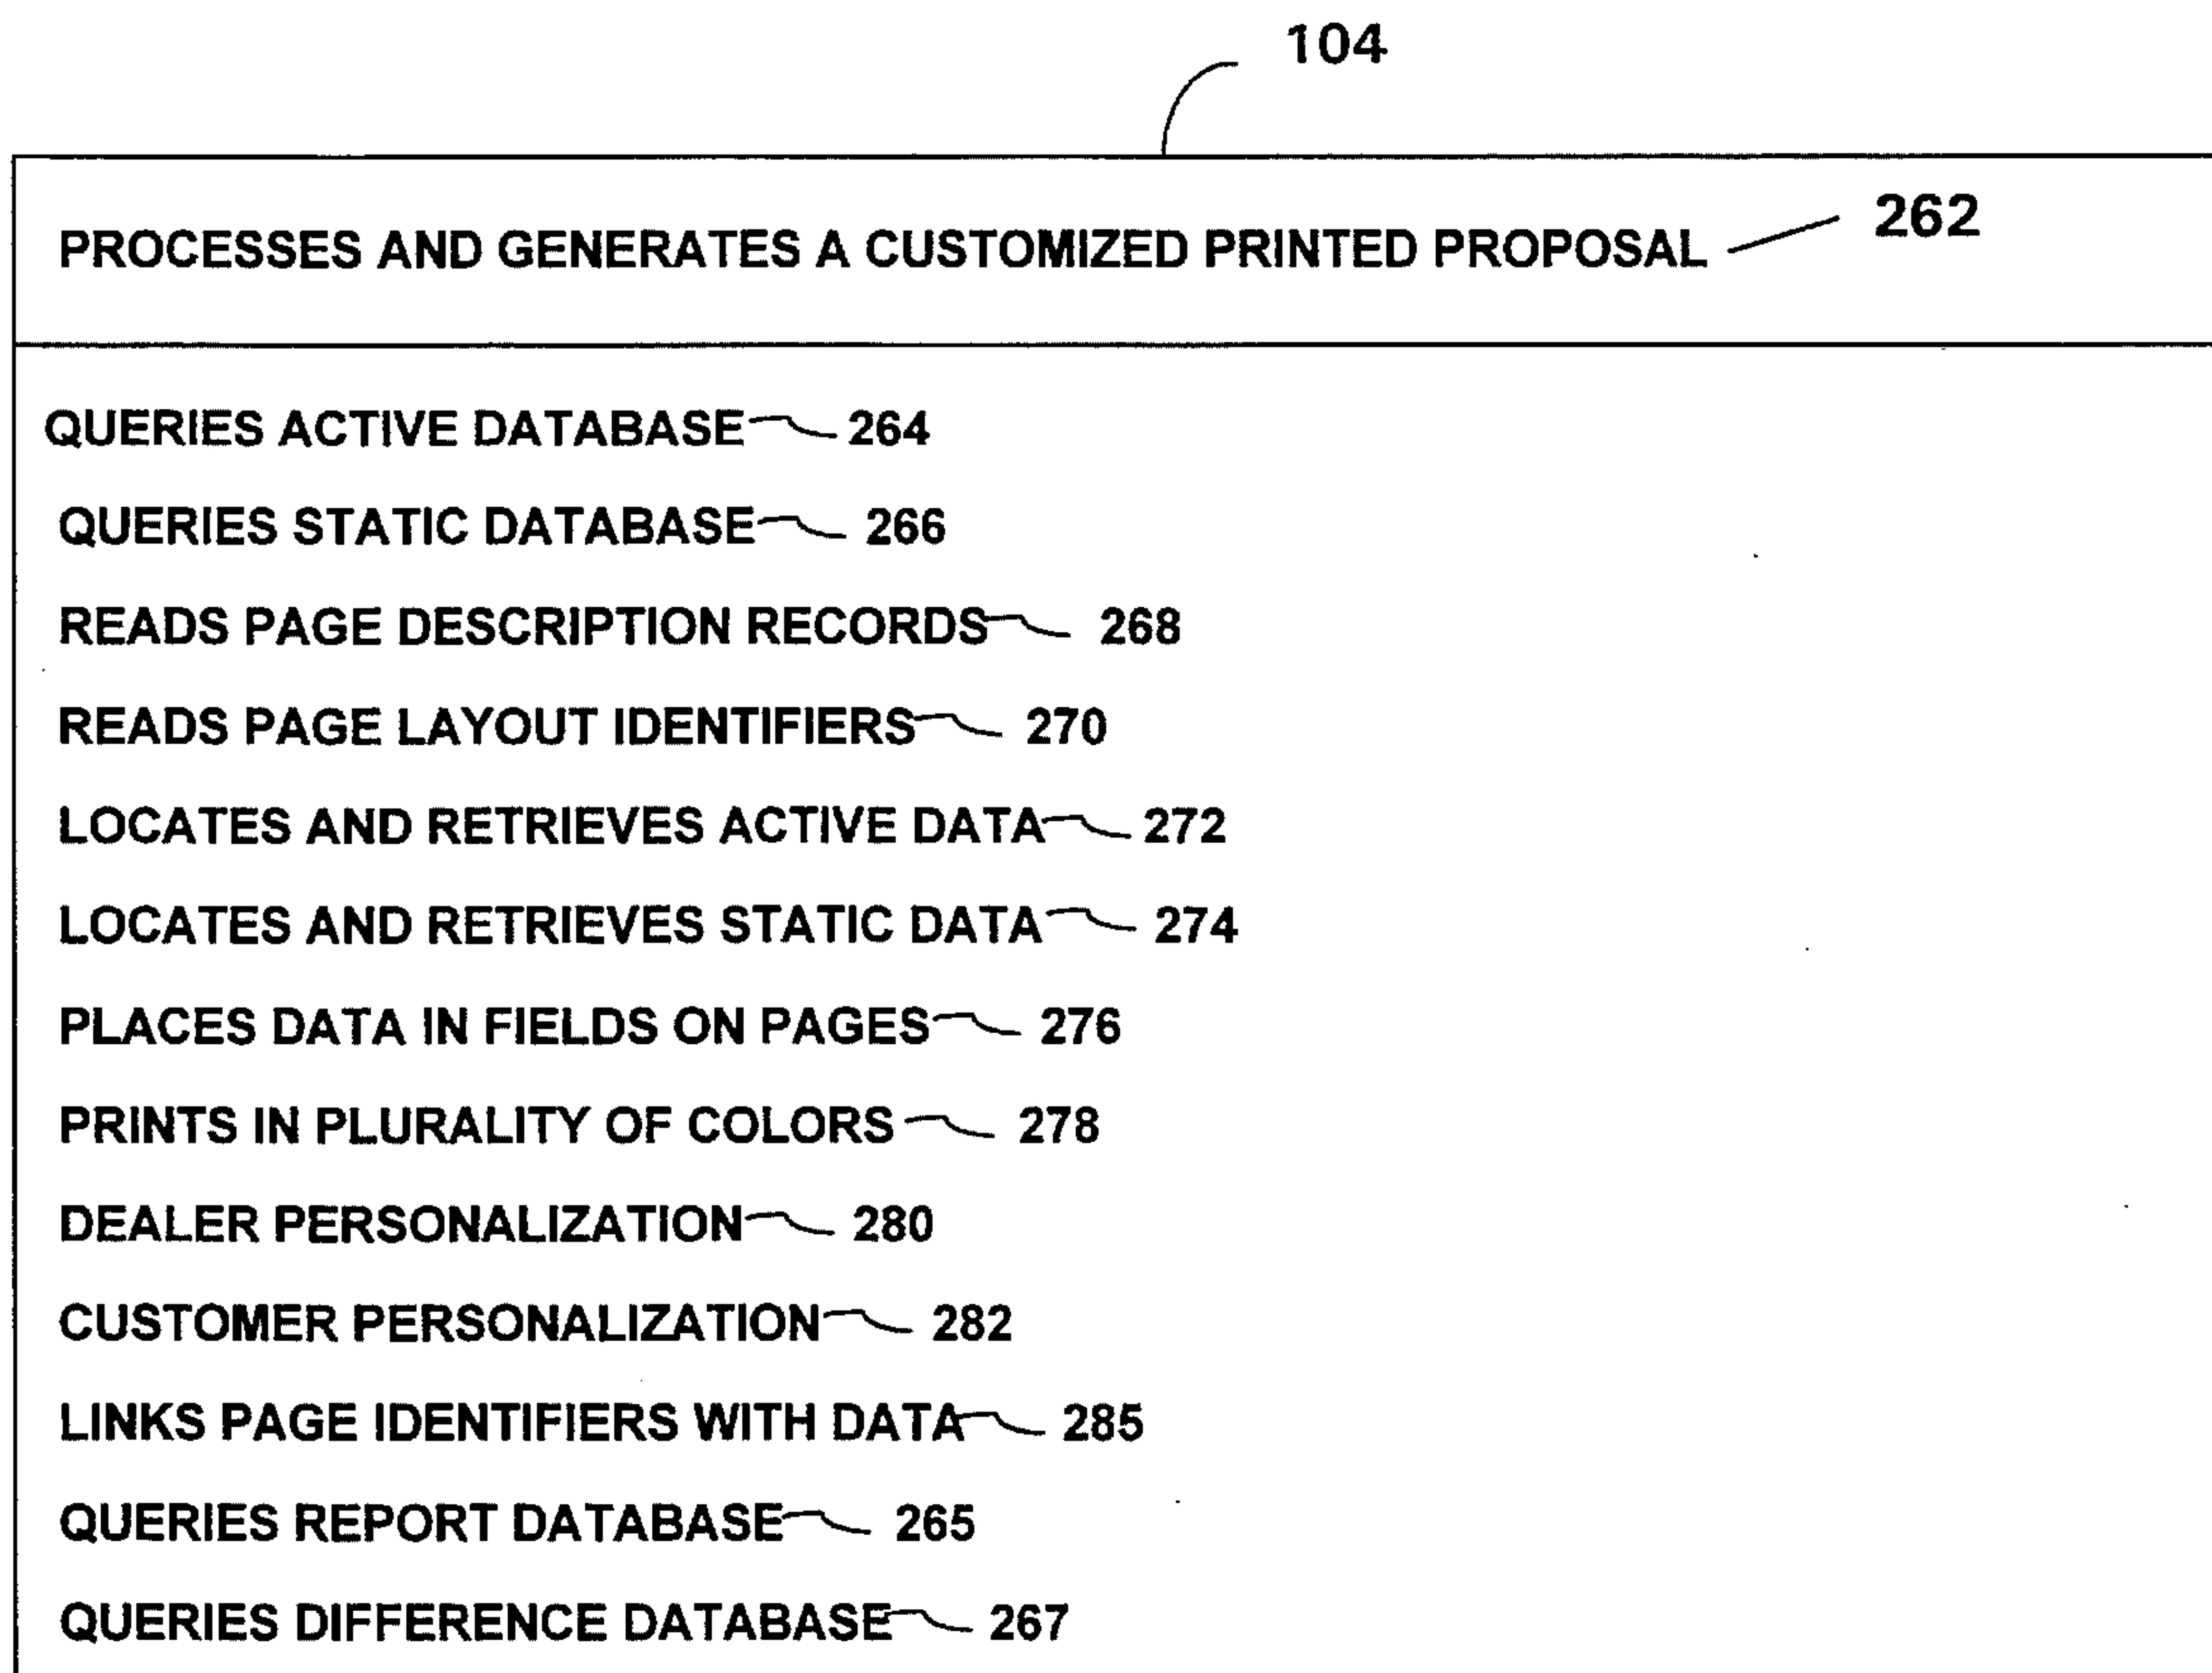 104
PROCESSES AND GENERATES A CUSTOMIZED PRINTED PROPOSAL 262
QUERIES ACTIVE DATABASE 264
QUERIES STATIC DATABASE 266
READS PAGE DESCRIPTION RECORDS 268
READS PAGE LAYOUT IDENTIFIERS 270
LOCATES AND RETRIEVES ACTIVE DATA 272
LOCATES AND RETRIEVES STATIC DATA 274
PLACES DATA IN FIELDS ON PAGES 276
PRINTS IN PLURALITY OF COLORS 278
DEALER PERSONALIZATION 280
CUSTOMER PERSONALIZATION 282
LINKS PAGE IDENTIFIERS WITH DATA 285
QUERIES REPORT DATABASE 265
QUERIES DIFFERENCE DATABASE 267